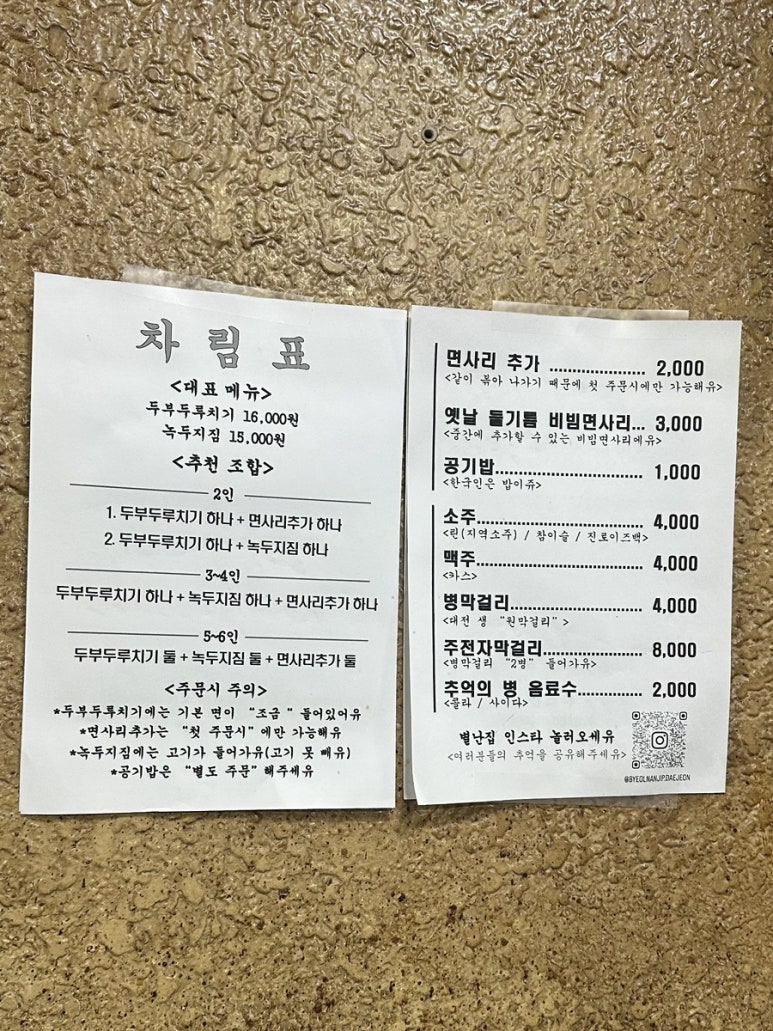 차림표
<대표 메뉴>
두부두루치기 16,000원
녹두지짐 15,000원
<추천 조합>
2인
1. 두부두루치기 하나 + 면사리추가 하나
2. 두부두루치기 하나 + 녹두지짐 하나
3~4인
두부두루치기 하나 + 녹두지짐 하나 + 면사리추가 하나
5~6인
두부두루치기 둘 + 녹두지짐 둘 + 면사리추가 둘
<주문시 주의>
*두부두루치기에는 기본 면이 “조금“ 들어있어유
*면사리추가는 “첫 주문시”에만 가능해유
*녹두지짐에는 고기가 들어가유(고기 못 빼유)
*공기밥은 “별도 주문”해주세유
면사리 추가 ...................... 2,000
<같이 볶아 나가기 때문에 첫 주문시에만 가능해유>
옛날 들기름 비빔면사리... 3,000
<중간에 추가할 수 있는 비빔면사리에유>
공기밥................................. 1,000
<한국인은 밥이쥬>
소주..................................... 4,000
<린(지역소주) / 참이슬 / 진로이즈백>
맥주..................................... 4,000
<카스>
병막걸리.............................. 4,000
<대전 생 “원막걸리”>
주전자막걸리....................... 8,000
<병막걸리 “2병” 들어가유>
추억의 병 음료수............... 2,000
<콜라 / 사이다>
별난집 인스타 놀러오세유
<여러분들의 추억을 공유해주세유>
@BYEOLNANJIP.DAEJEON